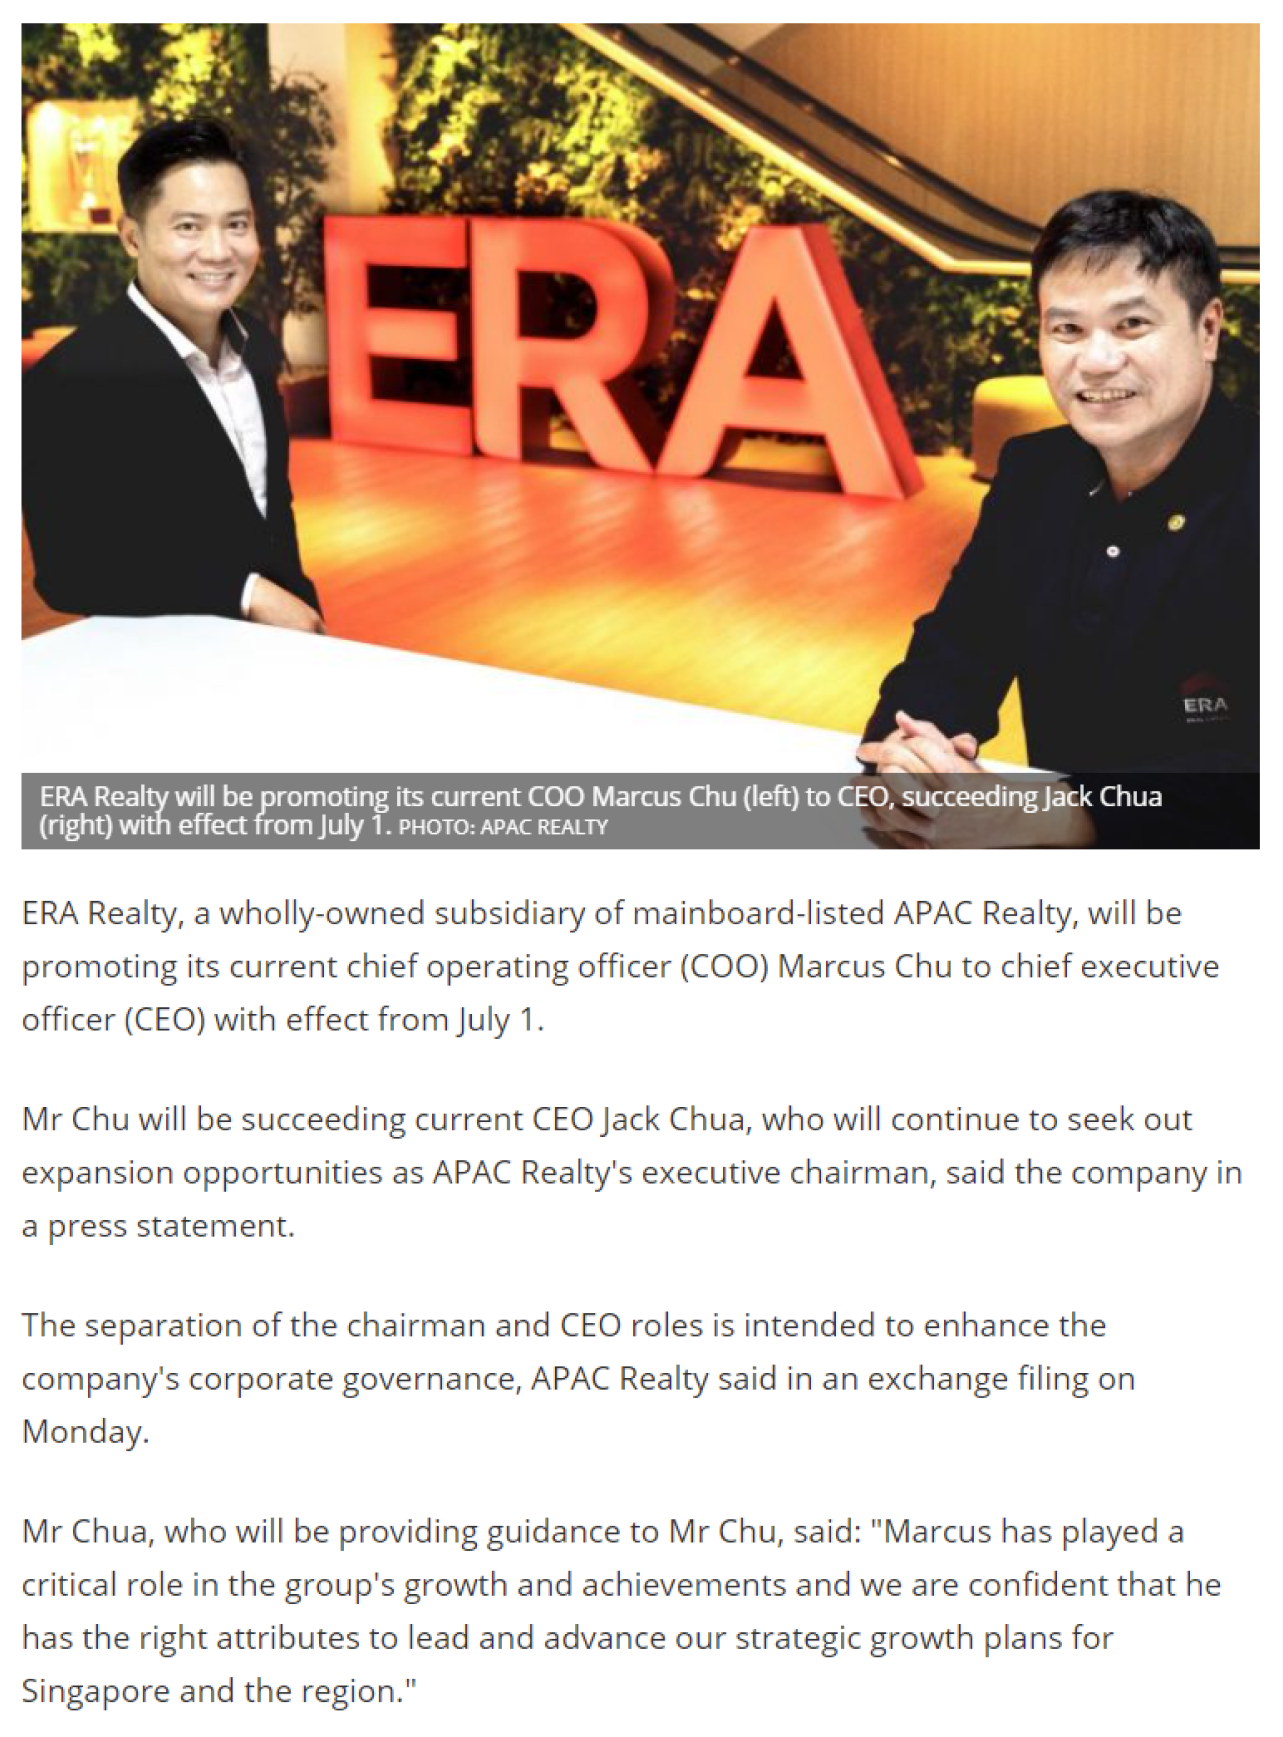 ERA
ERA
ERA Realty will be promoting its current COO Marcus Chu (left) to CEO, succeeding Jack Chua
(right) with effect from July 1. PHOTO: APAC REALTY
ERA Realty, a wholly-owned subsidiary of mainboard-listed APAC Realty, will be
promoting its current chief operating officer (COO) Marcus Chu to chief executive
officer (CEO) with effect from July 1.
Mr Chu will be succeeding current CEO Jack Chua, who will continue to seek out
expansion opportunities as APAC Realty's executive chairman, said the company in
a press statement.
The separation of the chairman and CEO roles is intended to enhance the
company's corporate governance, APAC Realty said in an exchange filing on
Monday.
Mr Chua, who will be providing guidance to Mr Chu, said: "Marcus has played a
critical role in the group's growth and achievements and we are confident that he
has the right attributes to lead and advance our strategic growth plans for
Singapore and the region."